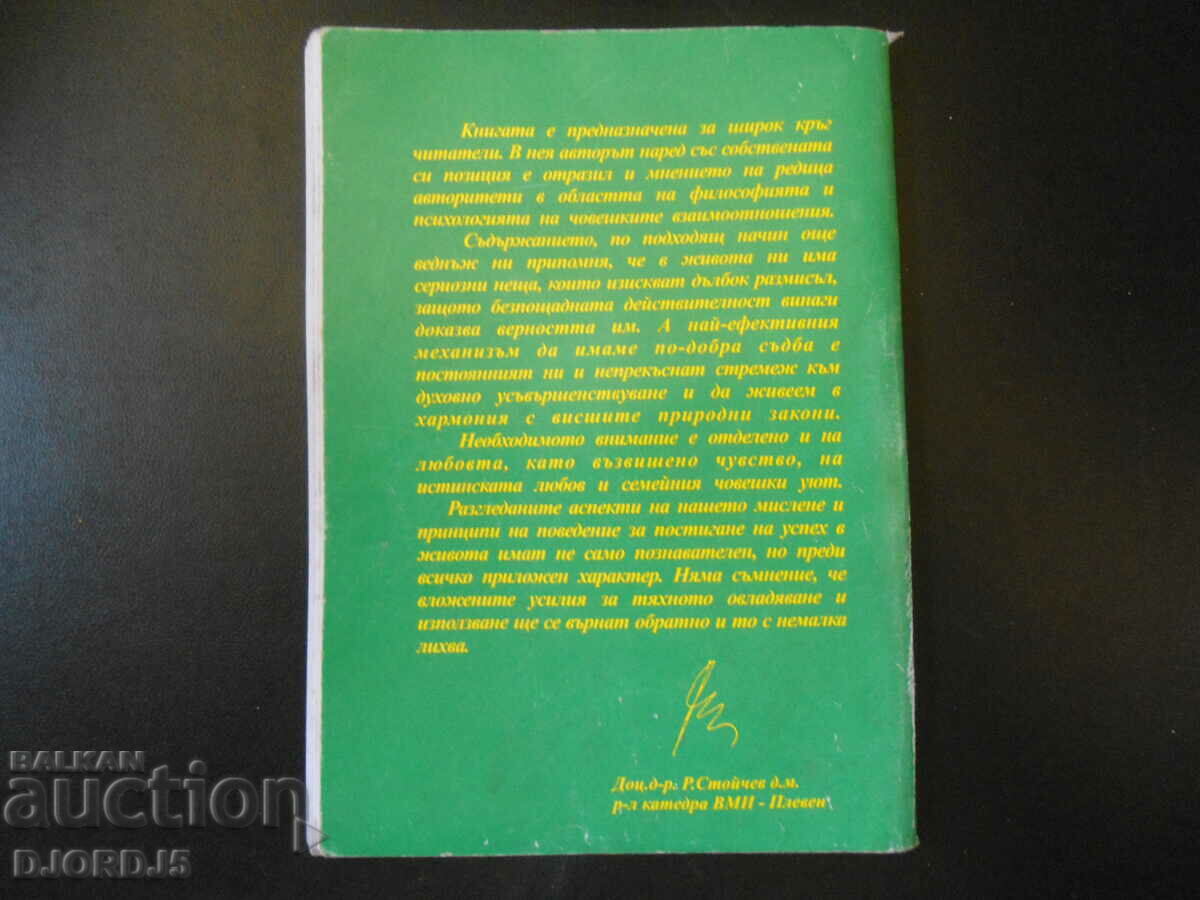 Книгата е предназначена за широк кръг
читатели. В нея авторът наред със собствената
си позиция е отразил и мнението на редица
авторитети в областта на философията и
психологията на човешките взаимоотношения.
Съдържанието, по подходящ начин още
веднъж ни припомня, че в живота ни има
сериозни неща, които изискват дълбок размисъл,
защото безпощадната действителност винаги
доказва верността им. А най-ефективния
механизъм да имаме по-добра съдба е
постоянният ни и непрекъснат стремеж към
духовно усъвършенствуване и да живеем в
хармония с висшите природни закони.
Необходимото внимание е отделено и на
любовта, като възвишено чувство, на
истинската любов и семейния човешки уют.
Разгледаните аспекти на нашето мислене и
принципи на поведение за постигане на успех в
живота имат не само познавателен, но преди
всичко приложен характер. Няма съмнение, че
вложените усилия за тяхното овладяване и
използване ще се върнат обратно и то с немалка
лихва.
Доц.д-р. Р.Стойчев д.м.
р-л катедра ВМИ - Плевен
BALKAN
auction
DJORDJ5